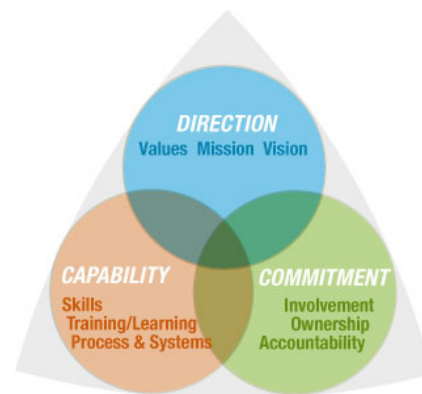 DIRECTION
Values Mission Vision
CAPABILITY
Skills
Training/Learning
Process & Systems
COMMITMENT
Involvement
Ownership
Accountability